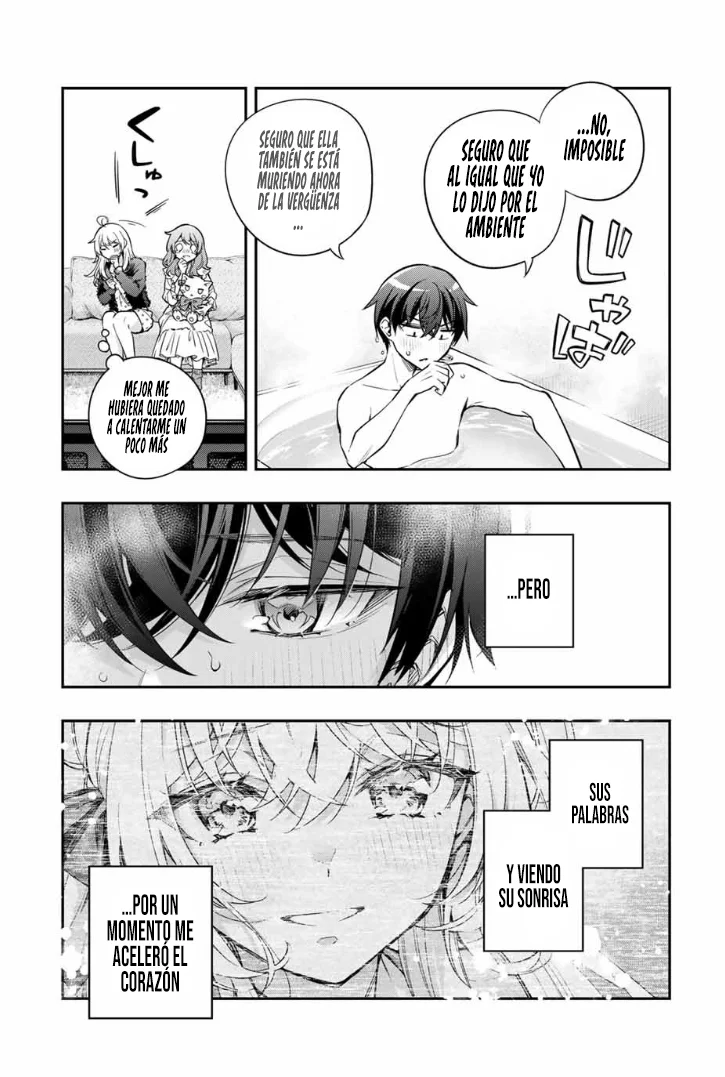 ...NO,
IMPOSIBLE
SEGURO QUE
AL IGUAL QUE YO
LO DIJO POR EL
AMBIENTE
じゃば
SEGURO QUE ELLA
TAMBIÉN SE ESTÁ
MURIENDO AHORA
DE LA VERGÜENZA
...
くしゅっ
MEJOR ME
HUBIERA QUEDADO
A CALENTARME UN
POCO MÁS
...PERO
SUS
PALABRAS
Y VIENDO
SU SONRISA
...POR UN
MOMENTO ME
ACELERÓ EL
CORAZÓN